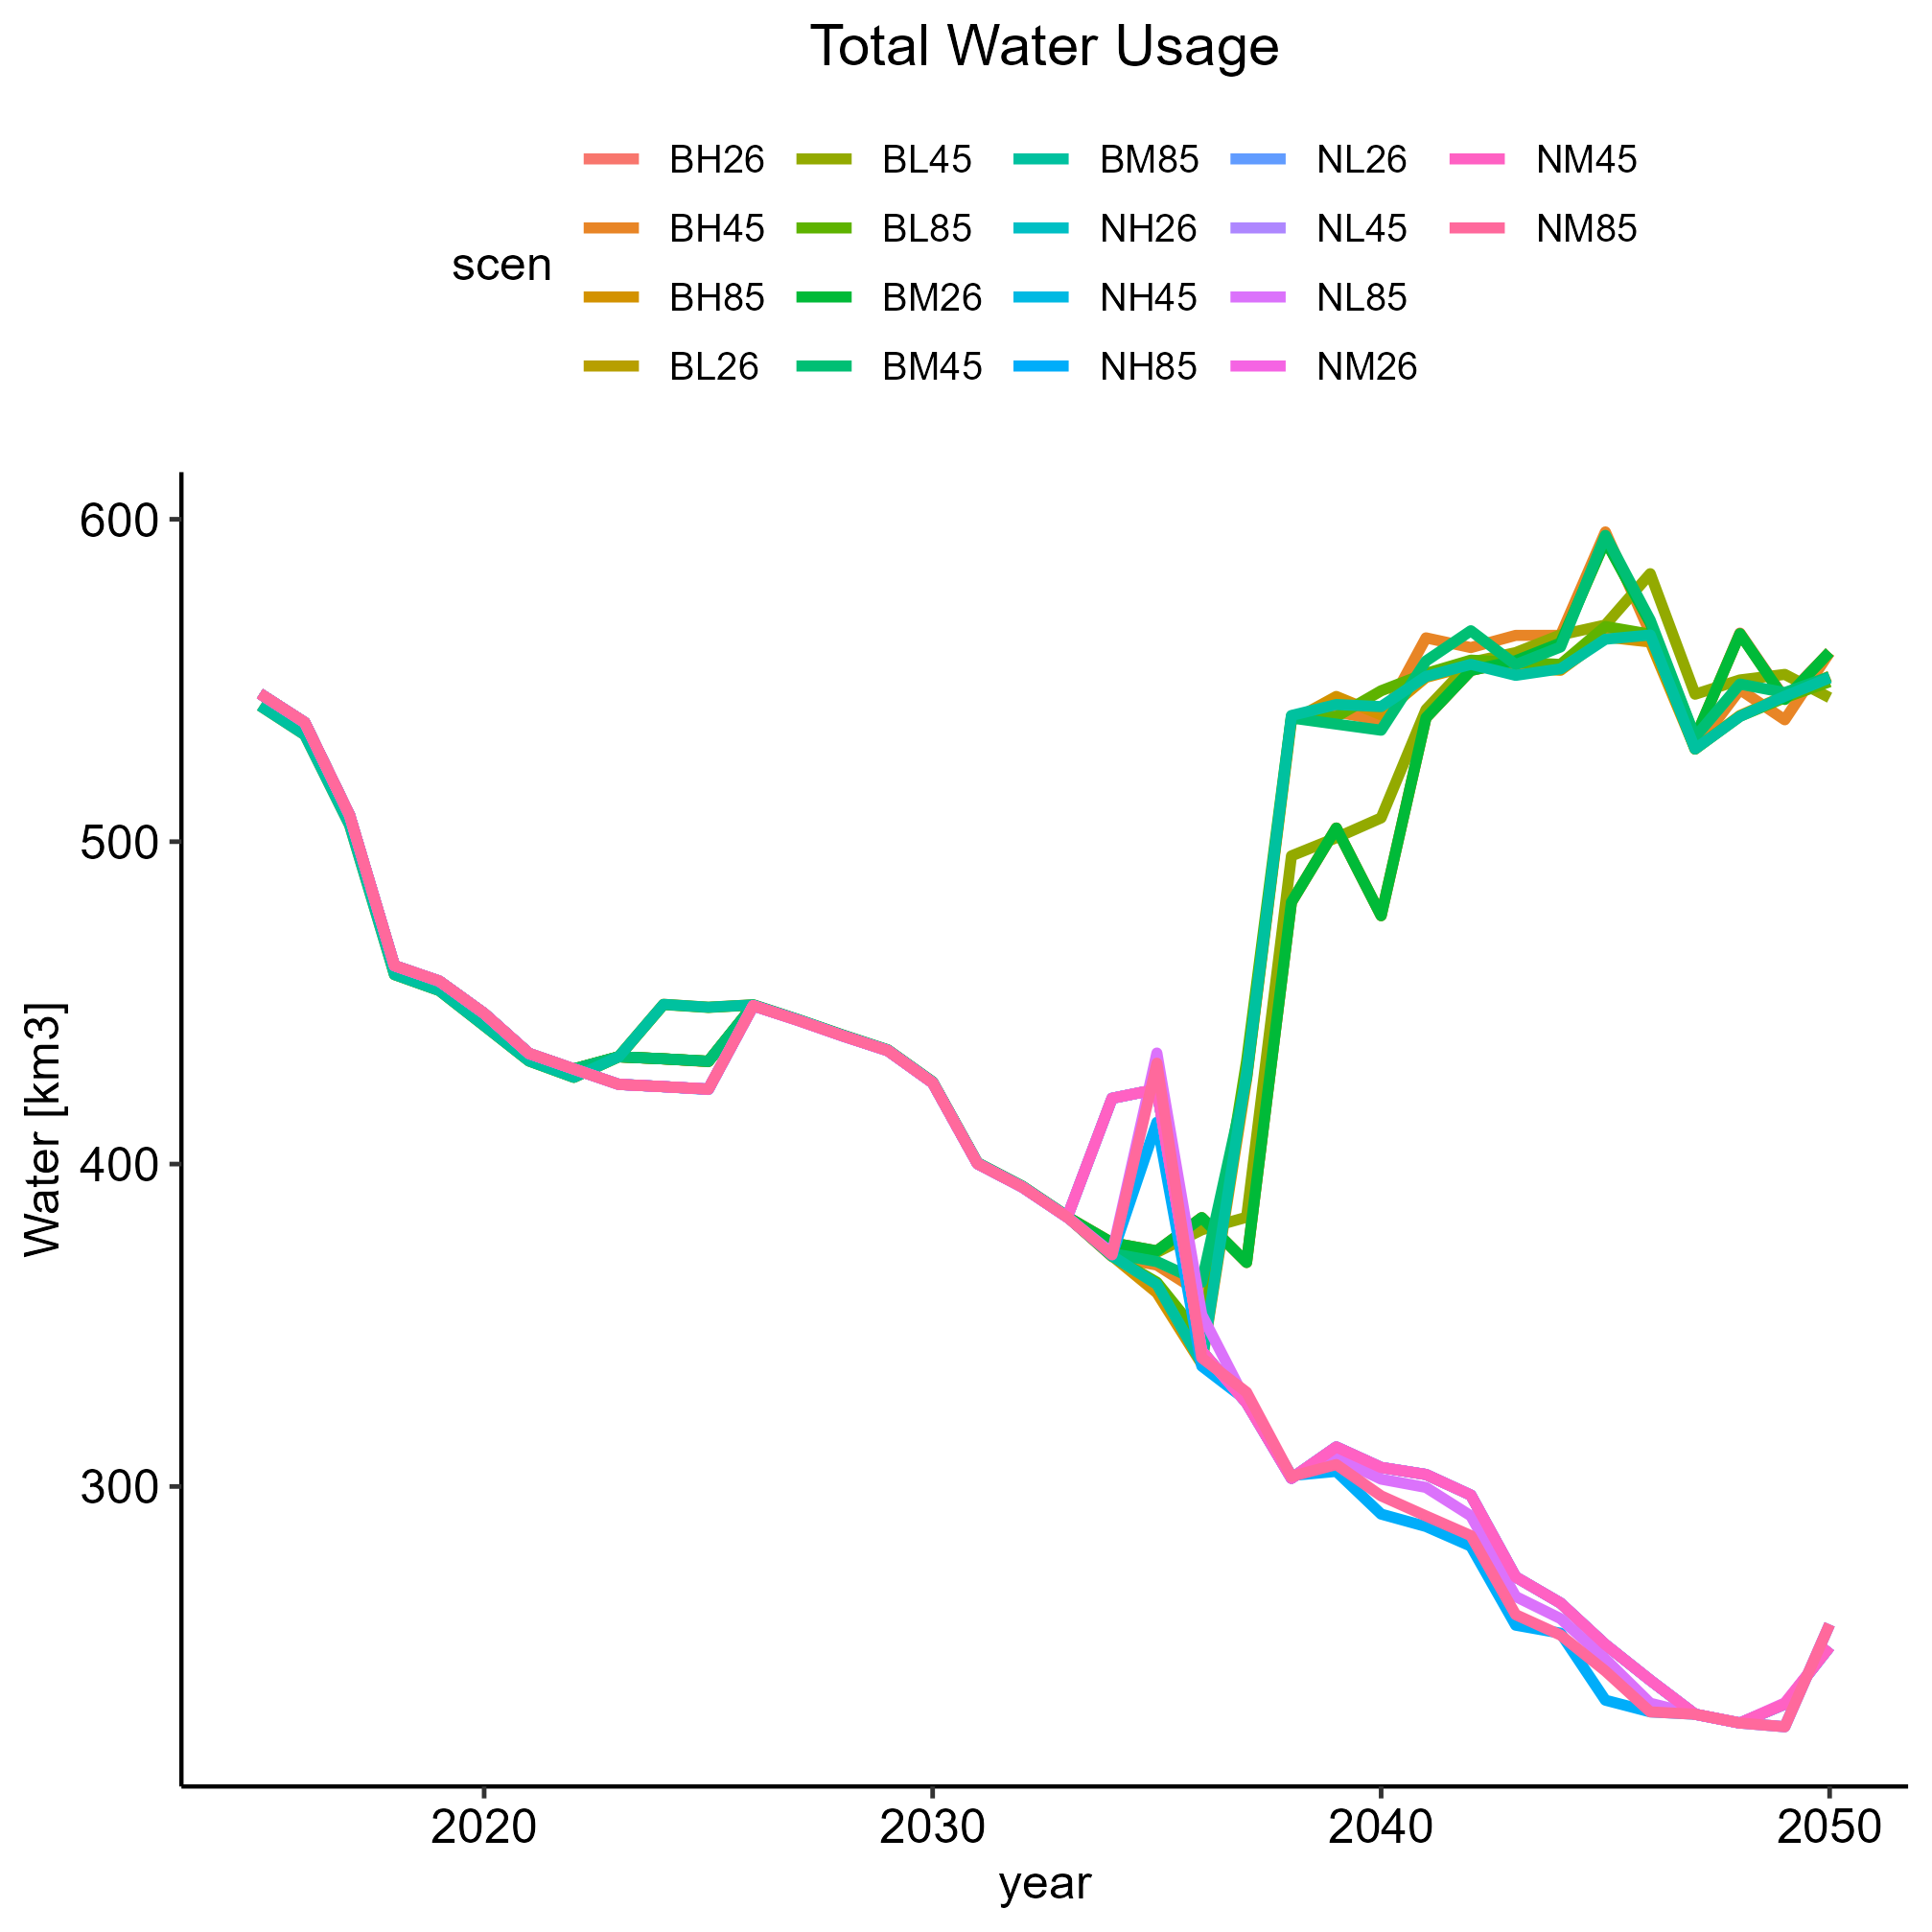 Total Water Usage
scen
BH26 BL45 BM85 NL26 NM45
BH45 BL85 NH26 NL45 NM85
BH85 BM26 NH45 NL85
BL26 BM45 NH85 NM26
Water [km3]
600
500
400
300
2020 2030 2040 2050
year